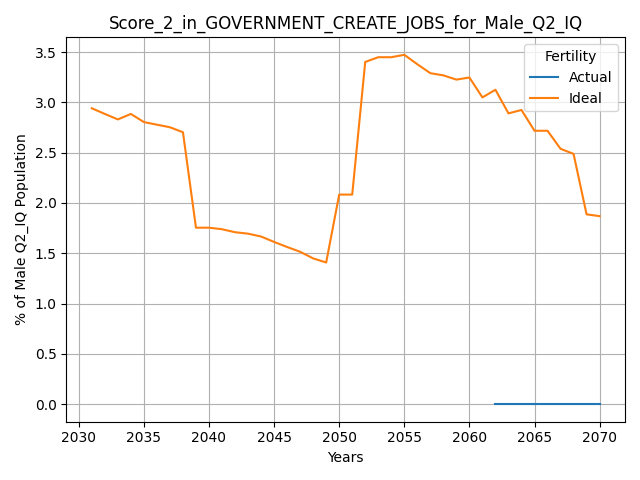 Score_2_in_GOVERNMENT_CREATE_JOBS_for_Male_Q2_IQ
Fertility
Actual
Ideal
% of Male Q2_IQ Population
3.5
3.0
2.5
2.0
1.5
1.0
0.5
0.0
2030 2035 2040 2045 2050 2055 2060 2065 2070
Years